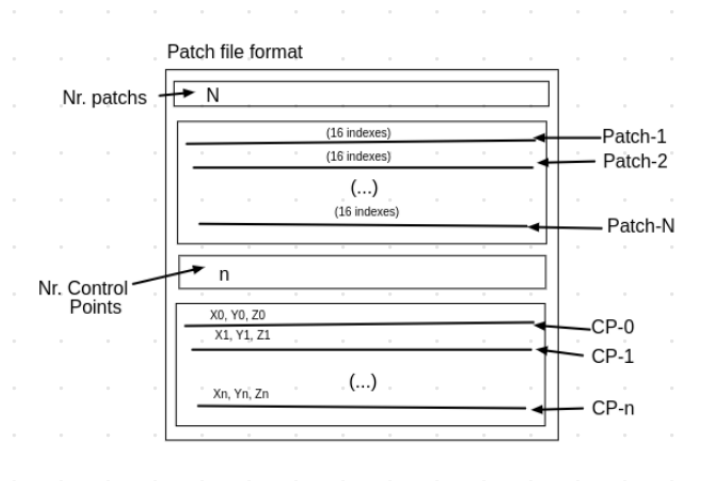 Patch file format
Nr. patchs
N
(16 indexes)
Patch-1
(16 indexes)
Patch-2
(...)
(16 indexes)
Patch-N
Nr. Control
Points
n
X0, Y0, Z0
CP-0
X1, Y1, Z1
CP-1
(...)
Xn, Yn, Zn
CP-n